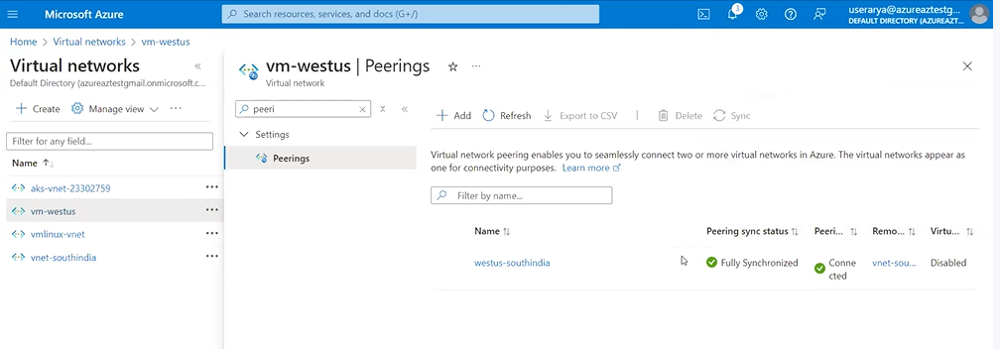 Microsoft Azure
Search resources, services, and docs (G+/)
3
userarya@azureaztestg...
DEFAULT DIRECTORY (AZUREAZT...
Home > Virtual networks > vm-westus
Virtual networks «
Default Directory (azureaztestgmail.onmicrosoft.c...
+ Create Manage view ...
Filter for any field...
Name ↑↓
aks-vnet-23302759 ...
vm-westus ...
vmlinux-vnet ...
vnet-southindia ...
vm-westus | Peerings ☆ ...
Virtual network
peeri
Settings
Peerings
+ Add Refresh Export to CSV Delete Sync
Virtual network peering enables you to seamlessly connect two or more virtual networks in Azure. The virtual networks appear as
one for connectivity purposes. Learn more
Filter by name...
Name ↑↓ Peering sync status ↑↓ Peeri... ↑↓ Remo... ↑↓ Virtu... ↑↓
westus-southindia Fully Synchronized Conne
cted vnet-sou... Disabled